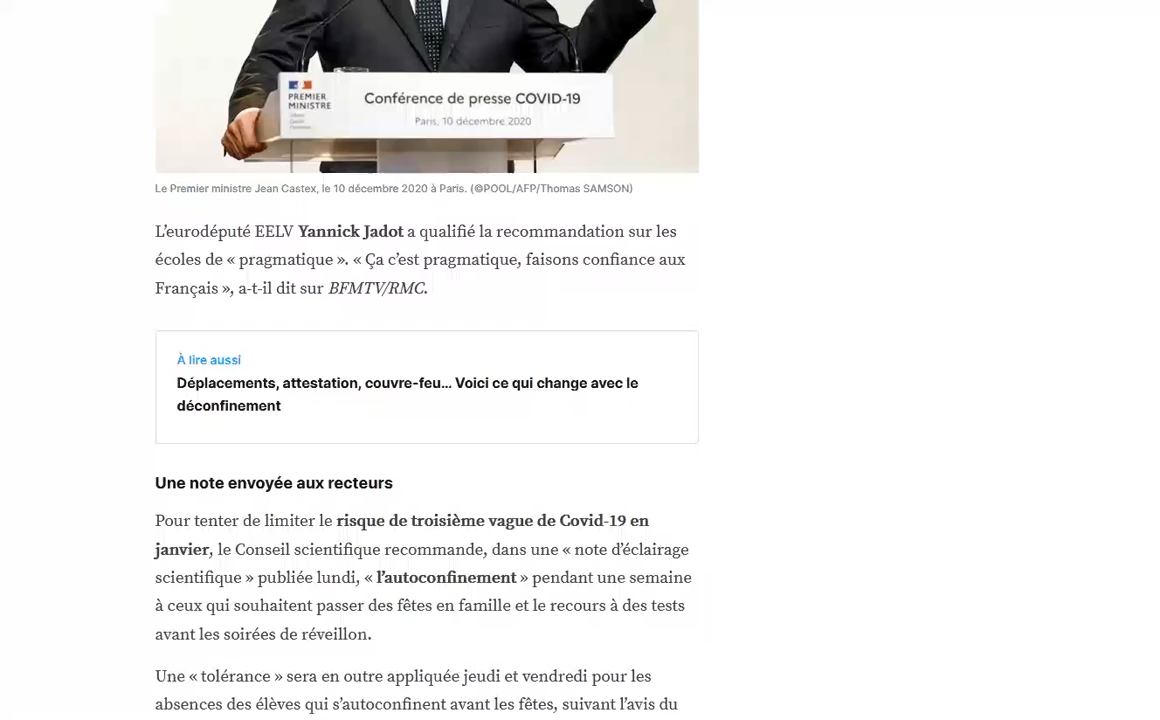 PREMIER
MINISTRE
Conférence de presse COVID-19
Paris, 10 décembre 2020
Le Premier ministre Jean Castex, le 10 décembre 2020 à Paris. (©POOL/AFP/Thomas SAMSON)
L’eurodéputé EELV Yannick Jadot a qualifié la recommandation sur les
écoles de « pragmatique ». « Ça c’est pragmatique, faisons confiance aux
Français », a-t-il dit sur BFMTV/RMC.
À lire aussi
Déplacements, attestation, couvre-feu... Voici ce qui change avec le
déconfinement
Une note envoyée aux recteurs
Pour tenter de limiter le risque de troisième vague de Covid-19 en
janvier, le Conseil scientifique recommande, dans une « note d’éclairage
scientifique » publiée lundi, « l’autoconfinement » pendant une semaine
à ceux qui souhaitent passer des fêtes en famille et le recours à des tests
avant les soirées de réveillon.
Une « tolérance » sera en outre appliquée jeudi et vendredi pour les
absences des élèves qui s’autoconfinent avant les fêtes, suivant l’avis du